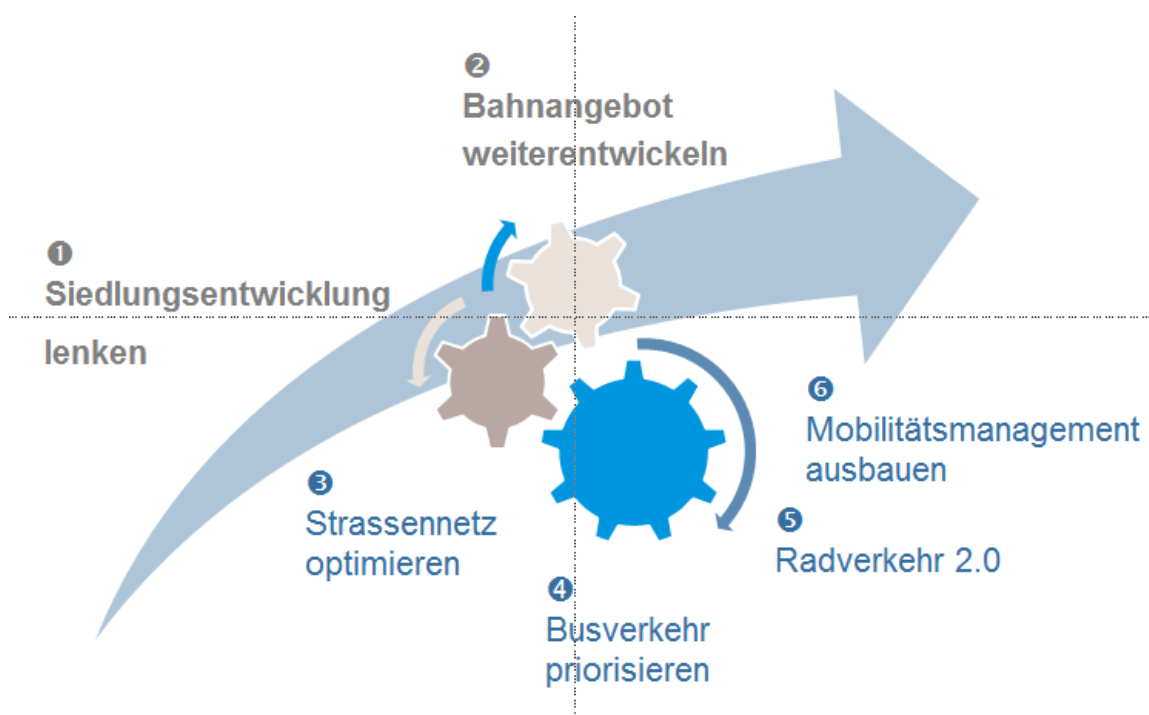 ❶
Siedlungsentwicklung
lenken
❷
Bahnangebot
weiterentwickeln
❸
Strassennetz
optimieren
❹
Busverkehr
priorisieren
❺
Radverkehr 2.0
❻
Mobilitätsmanagement
ausbauen